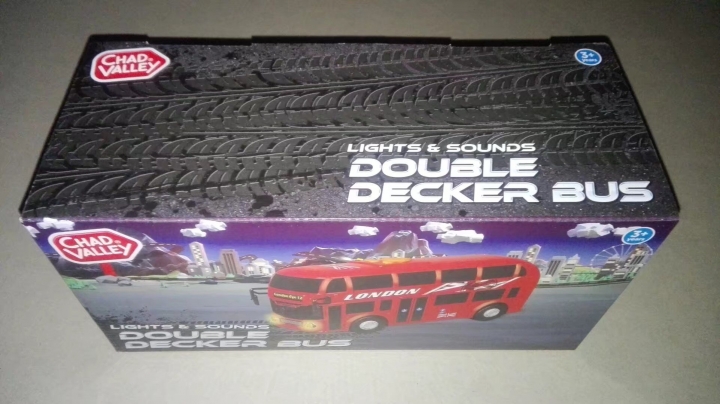 CHAD
VALLEY
3+
years
LIGHTS & SOUNDS
DOUBLE
DECKER BUS
CHAD
VALLEY
3+
years
LONDON
LIGHTS & SOUNDS
DOUBLE
DECKER BUS